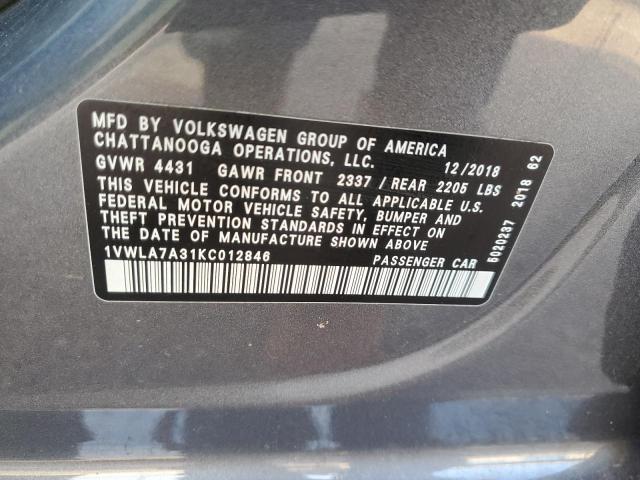 MFD BY VOLKSWAGEN GROUP OF AMERICA
CHATTANOOGA OPERATIONS, LLC. 12/2018
GVWR 4431 GAWR FRONT 2337 / REAR 2205 LBS
THIS VEHICLE CONFORMS TO ALL APPLICABLE U.S.
FEDERAL MOTOR VEHICLE SAFETY, BUMPER AND
THEFT PREVENTION STANDARDS IN EFFECT ON
THE DATE OF MANUFACTURE SHOWN ABOVE
1VWLA7A31KC012846 PASSENGER CAR
5020237 2018 62